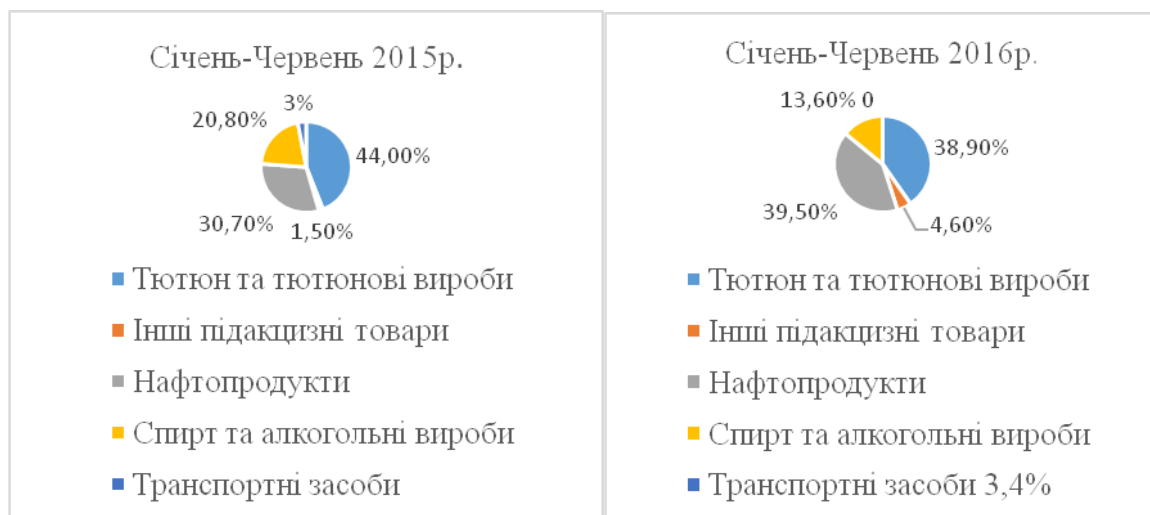 Січень-Червень 2015р.
3%
20,80%
44,00%
30,70%
1,50%
Тютюн та тютюнові вироби
Інші підакцизні товари
Нафтопродукти
Спирт та алкогольні вироби
Транспортні засоби
Січень-Червень 2016р.
13,60% 0
38,90%
39,50%
4,60%
Тютюн та тютюнові вироби
Інші підакцизні товари
Нафтопродукти
Спирт та алкогольні вироби
Транспортні засоби 3,4%